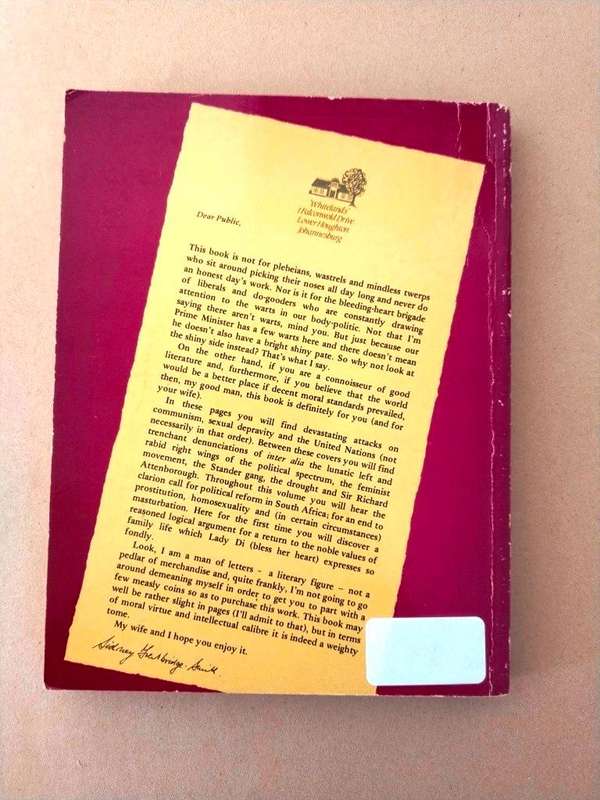 Whitelands
1 Falconwold Drive
Lower Houghton
Johannesburg
Dear Public,
This book is not for plebeians, wastrels and mindless twerps
who sit around picking their noses all day long and never do
an honest day's work. Nor is it for the bleeding-heart brigade
of liberals and do-gooders who are constantly drawing
attention to the warts in our body-politic. Not that I'm
saying there aren't warts, mind you. But just because our
Prime Minister has a few warts here and there doesn't mean
he doesn't also have a bright shiny pate. So why not look at
the shiny side instead? That's what I say.
On the other hand, if you are a connoisseur of good
literature and, furthermore, if you believe that the world
would be a better place if decent moral standards prevailed,
then, my good man, this book is definitely for you (and for
your wife).
In these pages you will find devastating attacks on
communism, sexual depravity and the United Nations (not
necessarily in that order). Between these covers you will find
trenchant denunciations of inter alia the lunatic left and
rabid right wings of the political spectrum, the feminist
movement, the Stander gang, the drought and Sir Richard
Attenborough. Throughout this volume you will hear the
clarion call for political reform in South Africa; for an end to
prostitution, homosexuality and (in certain circumstances)
masturbation. Here for the first time you will discover a
reasoned logical argument for a return to the noble values of
family life which Lady Di (bless her heart) expresses so
fondly.
Look, I am a man of letters - a literary figure - not a
pedlar of merchandise and, quite frankly, I'm not going to go
around demeaning myself in order to get you to part with a
few measly coins so as to purchase this work. This book may
well be rather slight in pages (I'll admit to that), but in terms
of moral virtue and intellectual calibre it is indeed a weighty
tome.
My wife and I hope you enjoy it.
Sidney